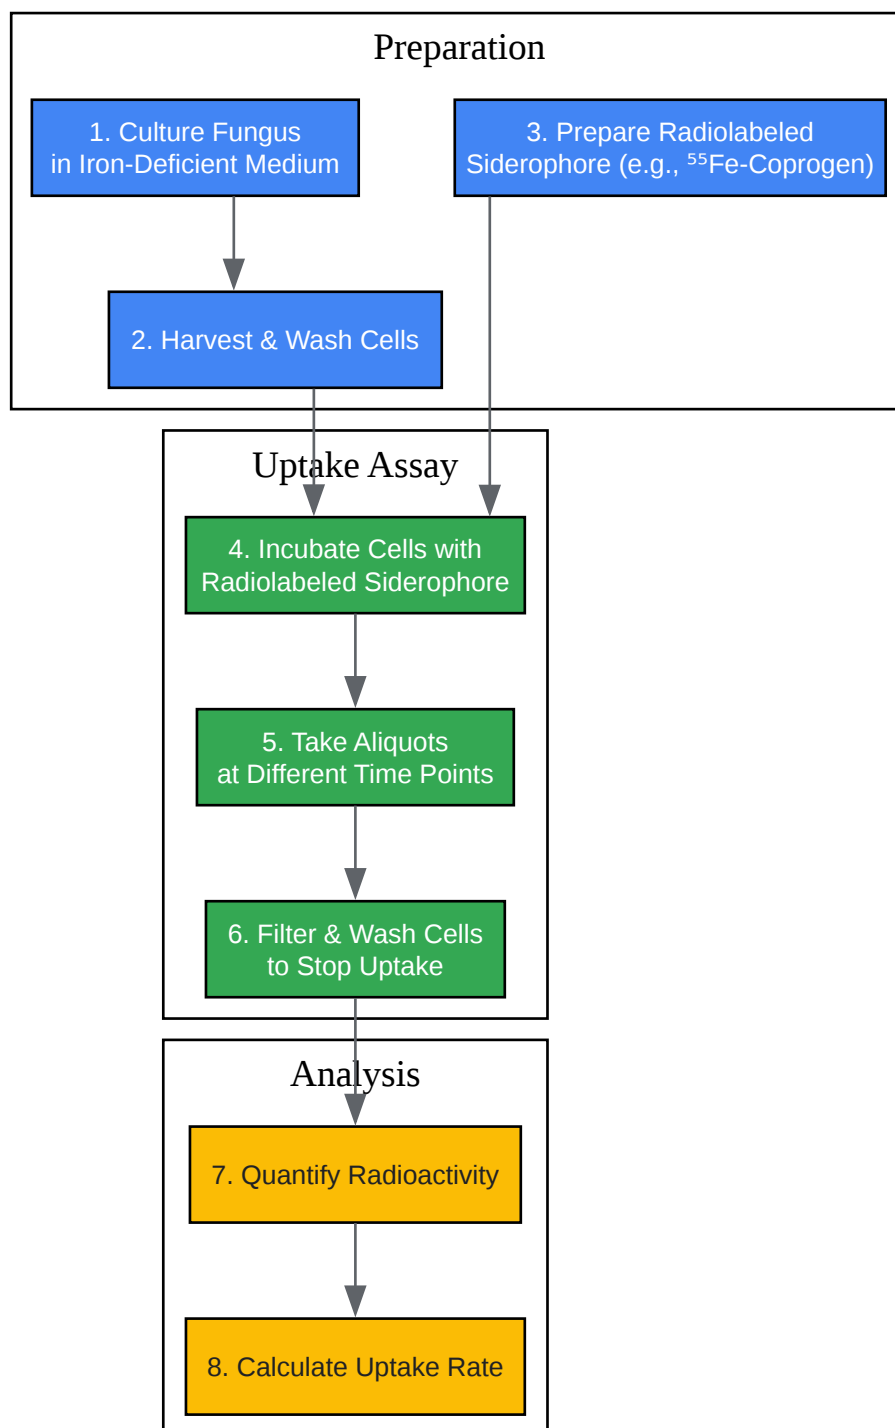 Preparation
1. Culture Fungus
in Iron-Deficient Medium
3. Prepare Radiolabeled
Siderophore (e.g., ⁵⁵Fe-Coprogen)
2. Harvest & Wash Cells
Uptake Assay
4. Incubate Cells with
Radiolabeled Siderophore
5. Take Aliquots
at Different Time Points
6. Filter & Wash Cells
to Stop Uptake
Analysis
7. Quantify Radioactivity
8. Calculate Uptake Rate